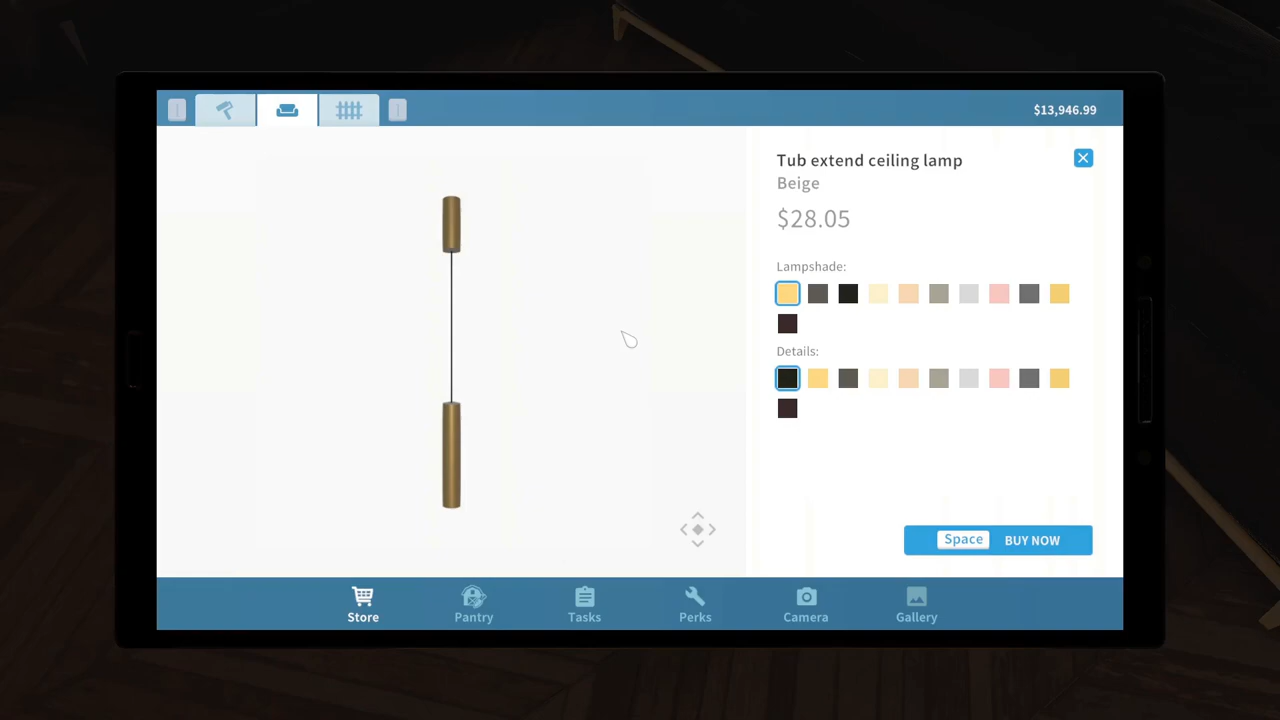 $13,946.99
Tub extend ceiling lamp
Beige
$28.05
Lampshade:
Details:
Space BUY NOW
Store Pantry Tasks Perks Camera Gallery